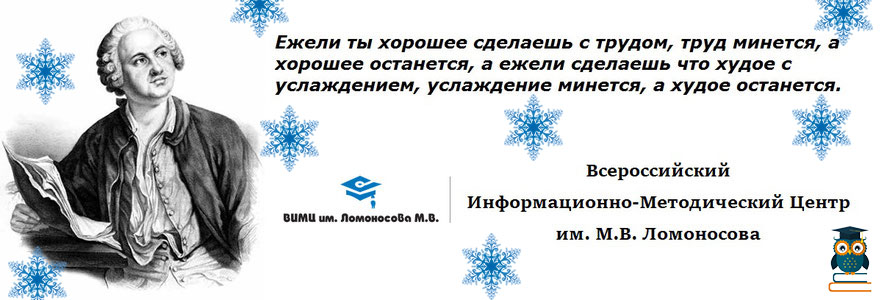 Ежели ты хорошее сделаешь с трудом, труд минется, а
хорошее останется, а ежели сделаешь что худое с
услаждением, услаждение минется, а худое останется.
ВИМЦ им. Ломоносова М.В.
Всероссийский
Информационно-Методический Центр
им. М.В. Ломоносова